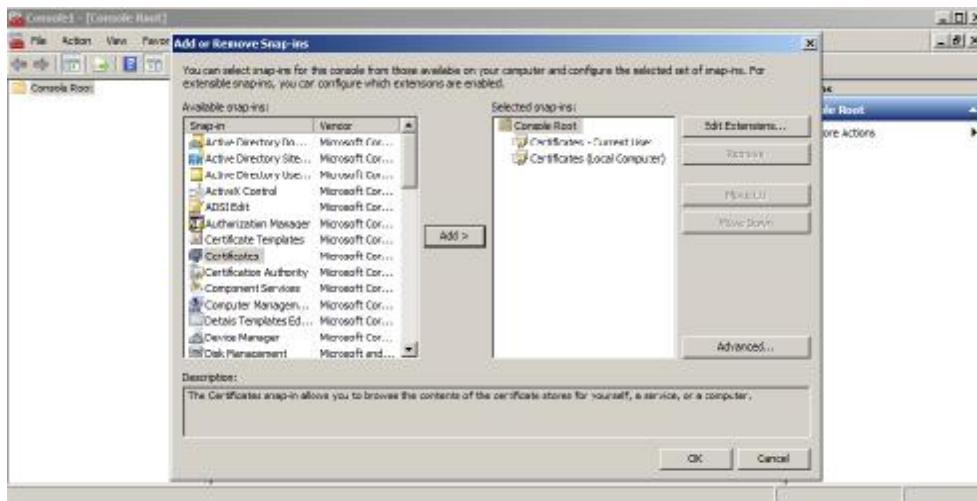 Console1 - [Console Root]
File Action View Favor
Add or Remove Snap-ins
You can select snap-ins for this console from those available on your computer and configure the selected set of snap-ins. For
extensible snap-ins, you can configure which extensions are enabled.
Console Root
Available snap-ins:
Snap-in Vendor
Active Directory Do... Microsoft Cor...
Active Directory Site... Microsoft Cor...
Active Directory Use... Microsoft Cor...
ActiveX Control Microsoft Cor...
ADSI Edit Microsoft Cor...
Authorization Manager Microsoft Cor...
Certificate Templates Microsoft Cor...
Certificates Microsoft Cor...
Certification Authority Microsoft Cor...
Component Services Microsoft Cor...
Computer Managem... Microsoft Cor...
Details Templates Ed... Microsoft Cor...
Device Manager Microsoft Cor...
Disk Management Microsoft and...
Add >
Selected snap-ins:
Console Root
Certificates - Current User
Certificates (Local Computer)
Edit Extensions...
Remove
Move Up
Move Down
Advanced...
Description:
The Certificates snap-in allows you to browse the contents of the certificate stores for yourself, a service, or a computer.
OK Cancel
ns
le Root
ore Actions